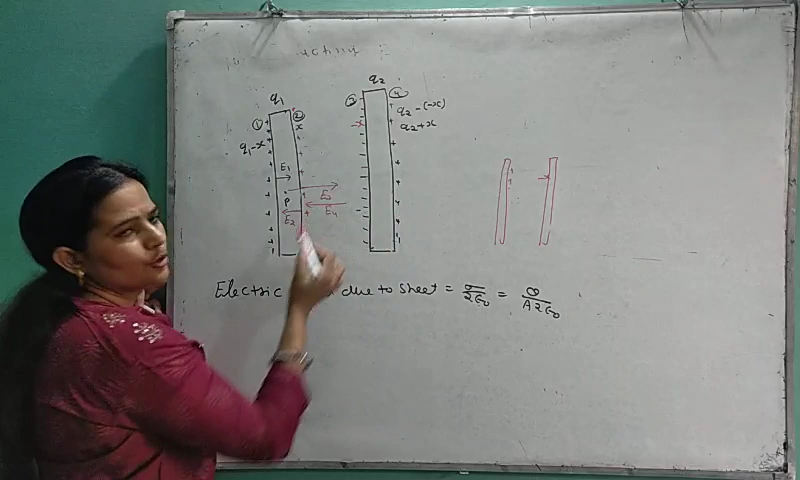 q₁
q₂
① ②
③ ④
x
q₁-x
-x
q₂-(-x)
q₂+x
E₁
P
E₂
E₃
E₄
Electric due to sheet = σ/2ε₀ = Q/A2ε₀